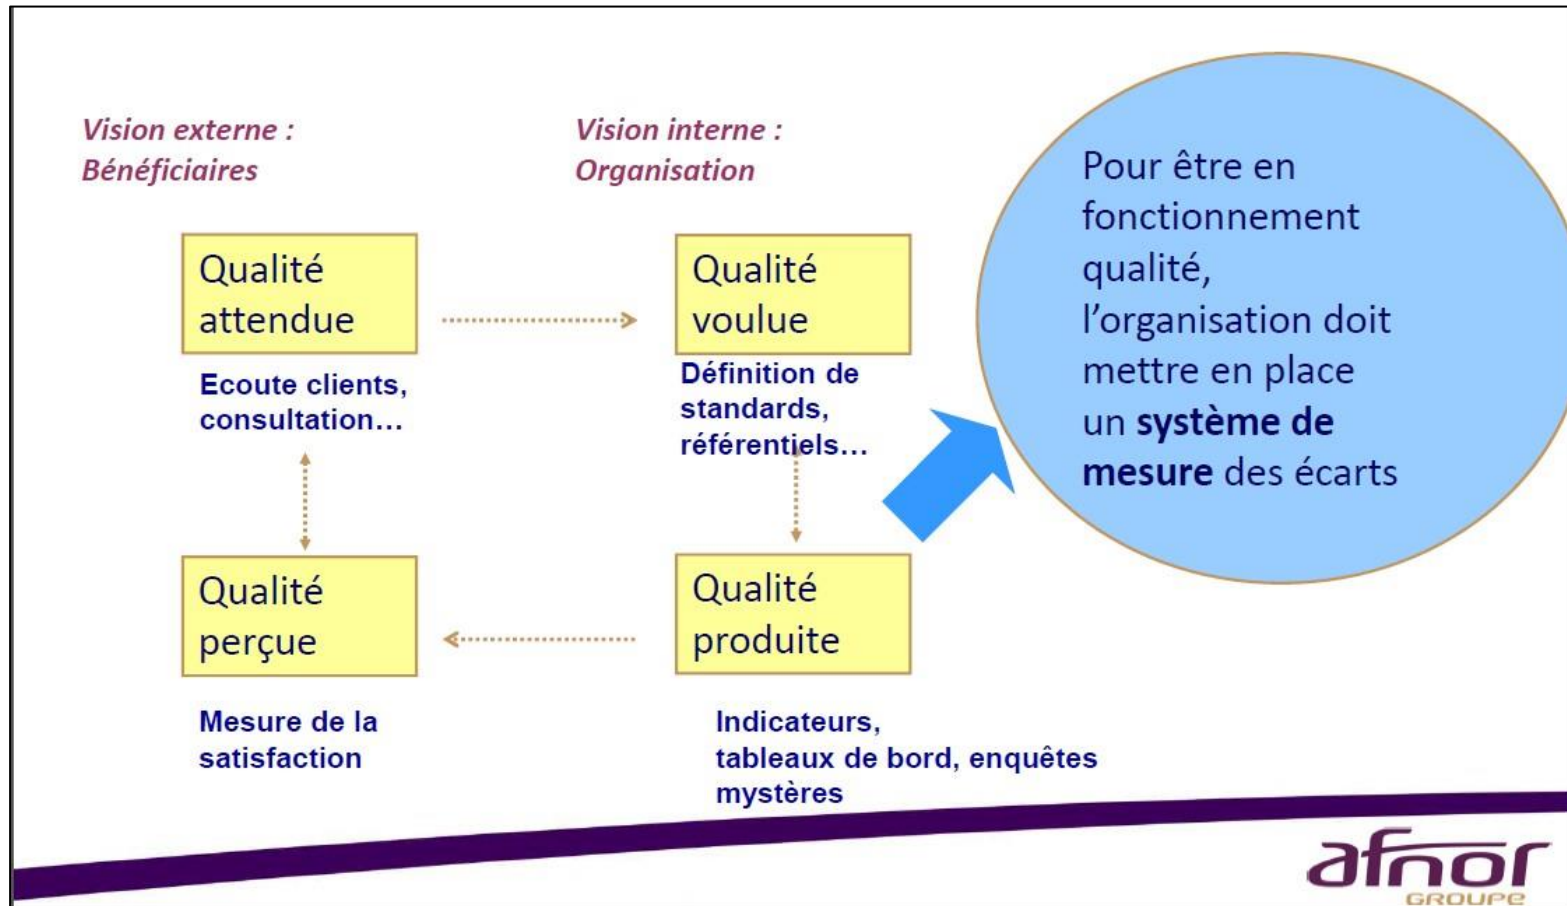 Vision externe :
Bénéficiaires
Vision interne :
Organisation
Qualité
attendue
Ecoute clients,
consultation…
Qualité
voulue
Définition de
standards,
référentiels…
Qualité
perçue
Mesure de la
satisfaction
Qualité
produite
Indicateurs,
tableaux de bord, enquêtes
mystères
Pour être en
fonctionnement
qualité,
l’organisation doit
mettre en place
un système de
mesure des écarts
afnor
GROUPE